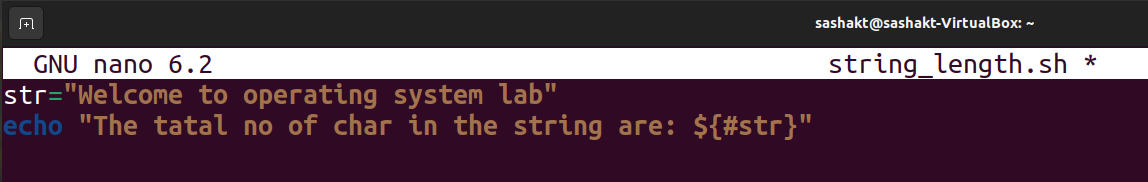 sashakt@sashakt-VirtualBox: ~
GNU nano 6.2 string_length.sh *
str="Welcome to operating system lab"
echo "The tatal no of char in the string are: ${#str}"